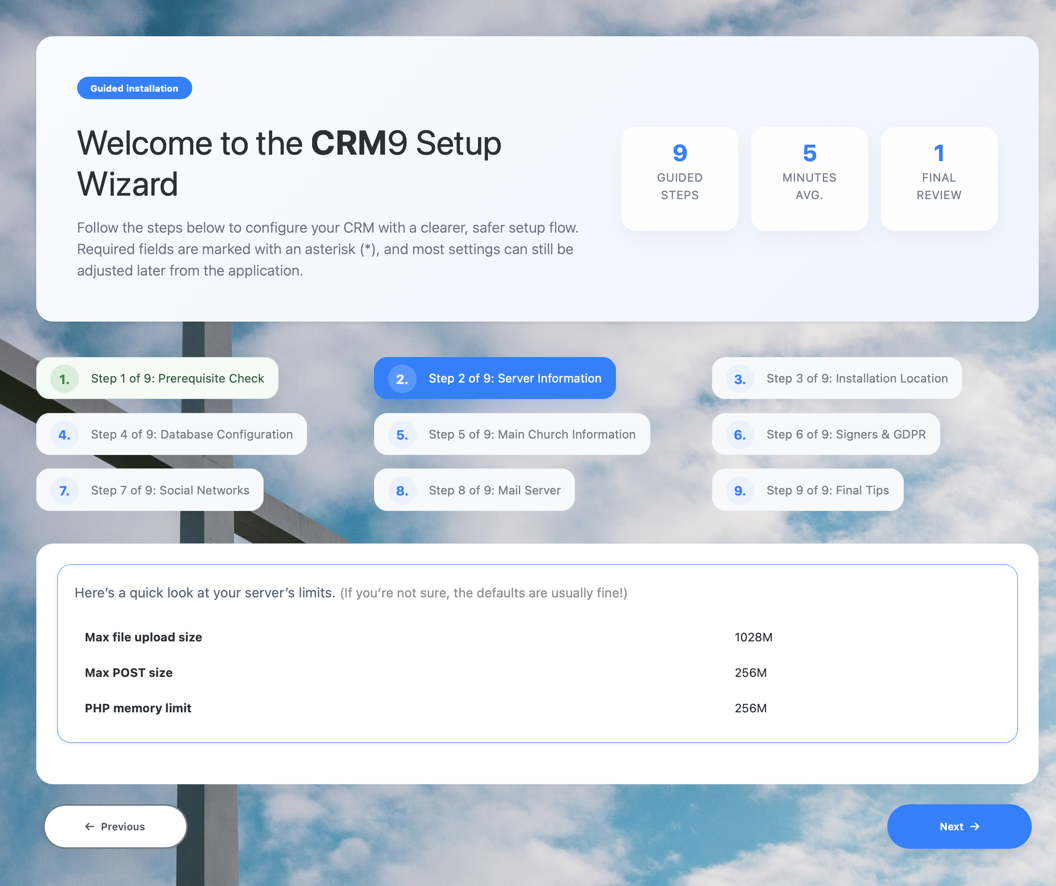 Guided installation
Welcome to the CRM9 Setup
Wizard
Follow the steps below to configure your CRM with a clearer, safer setup flow.
Required fields are marked with an asterisk (*), and most settings can still be
adjusted later from the application.
9
GUIDED
STEPS
5
MINUTES
AVG.
1
FINAL
REVIEW
1. Step 1 of 9: Prerequisite Check
2. Step 2 of 9: Server Information
3. Step 3 of 9: Installation Location
4. Step 4 of 9: Database Configuration
5. Step 5 of 9: Main Church Information
6. Step 6 of 9: Signers & GDPR
7. Step 7 of 9: Social Networks
8. Step 8 of 9: Mail Server
9. Step 9 of 9: Final Tips
Here’s a quick look at your server’s limits. (If you’re not sure, the defaults are usually fine!)
Max file upload size 1028M
Max POST size 256M
PHP memory limit 256M
← Previous
Next →